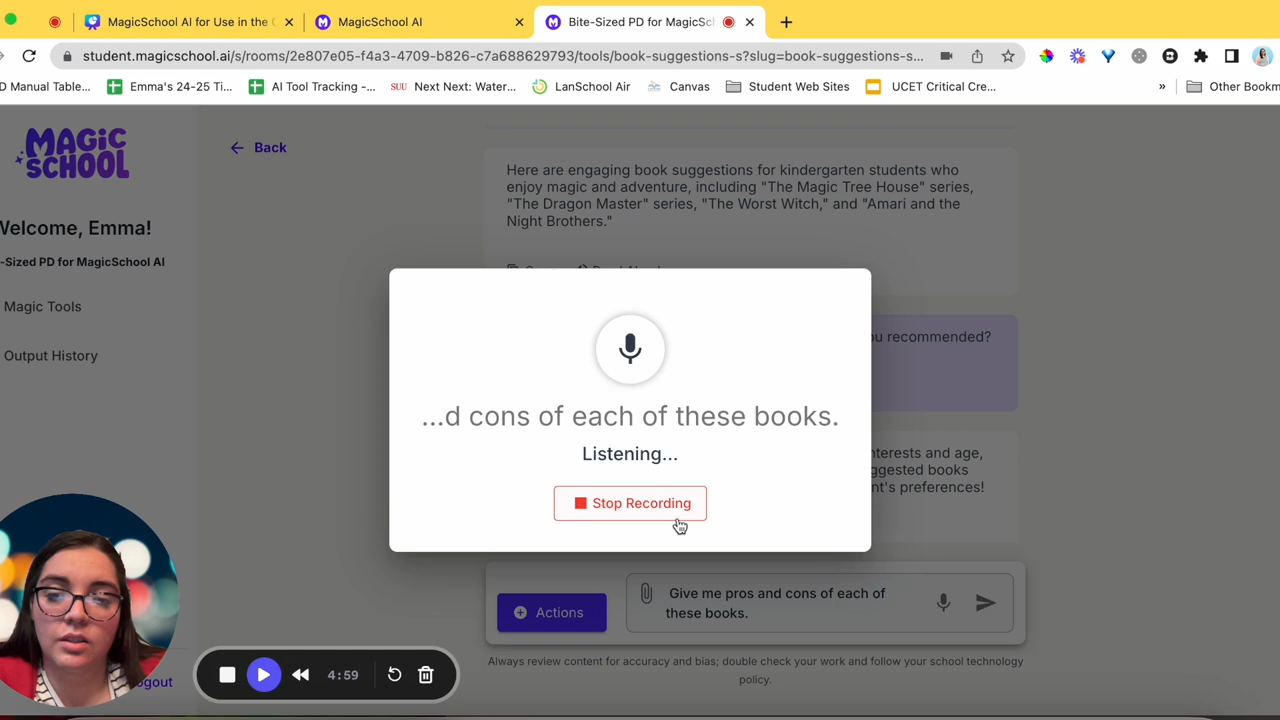 MagicSchool AI for Use in the C
MagicSchool AI
Bite-Sized PD for MagicSch
student.magicschool.ai/s/rooms/2e807e05-f4a3-4709-b826-c7a688629793/tools/book-suggestions-s?slug=book-suggestions-s...
D Manual Table...
Emma's 24-25 Ti...
AI Tool Tracking -...
SUU Next Next: Water...
LanSchool Air
Canvas
Student Web Sites
UCET Critical Cre...
»
Other Bookm
MAGIC
SCHOOL
Welcome, Emma!
-Sized PD for MagicSchool AI
Magic Tools
Output History
Back
Here are engaging book suggestions for kindergarten students who
enjoy magic and adventure, including "The Magic Tree House" series,
"The Dragon Master" series, "The Worst Witch," and "Amari and the
Night Brothers."
ou recommended?
...d cons of each of these books.
Listening...
Stop Recording
nterests and age,
ggested books
nt's preferences!
Actions
Give me pros and cons of each of
these books.
Always review content for accuracy and bias; double check your work and follow your school technology
policy.
4:59
ogout